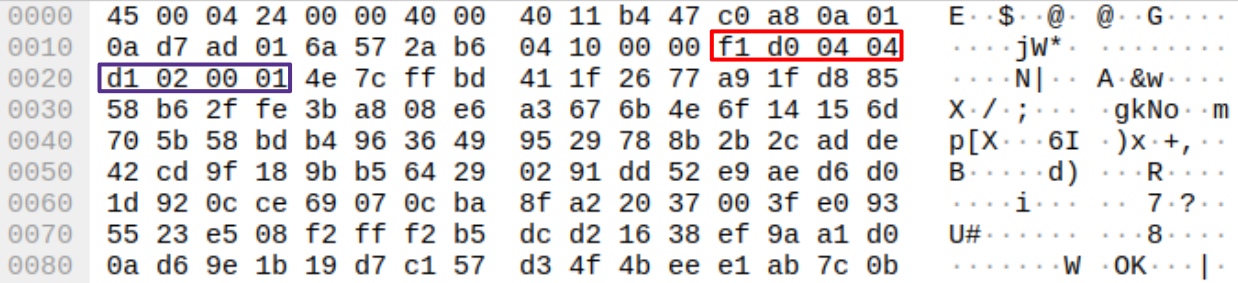 0000 45 00 04 24 00 00 40 00 40 11 b4 47 c0 a8 0a 01 E··$··@· @··G····
0010 0a d7 ad 01 6a 57 2a b6 04 10 00 00 f1 d0 04 04 ····jW*· ········
0020 d1 02 00 01 4e 7c ff bd 41 1f 26 77 a9 1f d8 85 ····N|·· A·&w····
0030 58 b6 2f fe 3b a8 08 e6 a3 67 6b 4e 6f 14 15 6d X·/·;··· ·gkNo··m
0040 70 5b 58 bd b4 96 36 49 95 29 78 8b 2b 2c ad de p[X···6I ·)x·+,··
0050 42 cd 9f 18 9b b5 64 29 02 91 dd 52 e9 ae d6 d0 B·····d) ···R····
0060 1d 92 0c ce 69 07 0c ba 8f a2 20 37 00 3f e0 93 ····i··· ·· 7·?··
0070 55 23 e5 08 f2 ff f2 b5 dc d2 16 38 ef 9a a1 d0 U#······ ···8····
0080 0a d6 9e 1b 19 d7 c1 57 d3 4f 4b ee e1 ab 7c 0b ·······W ·OK···|·